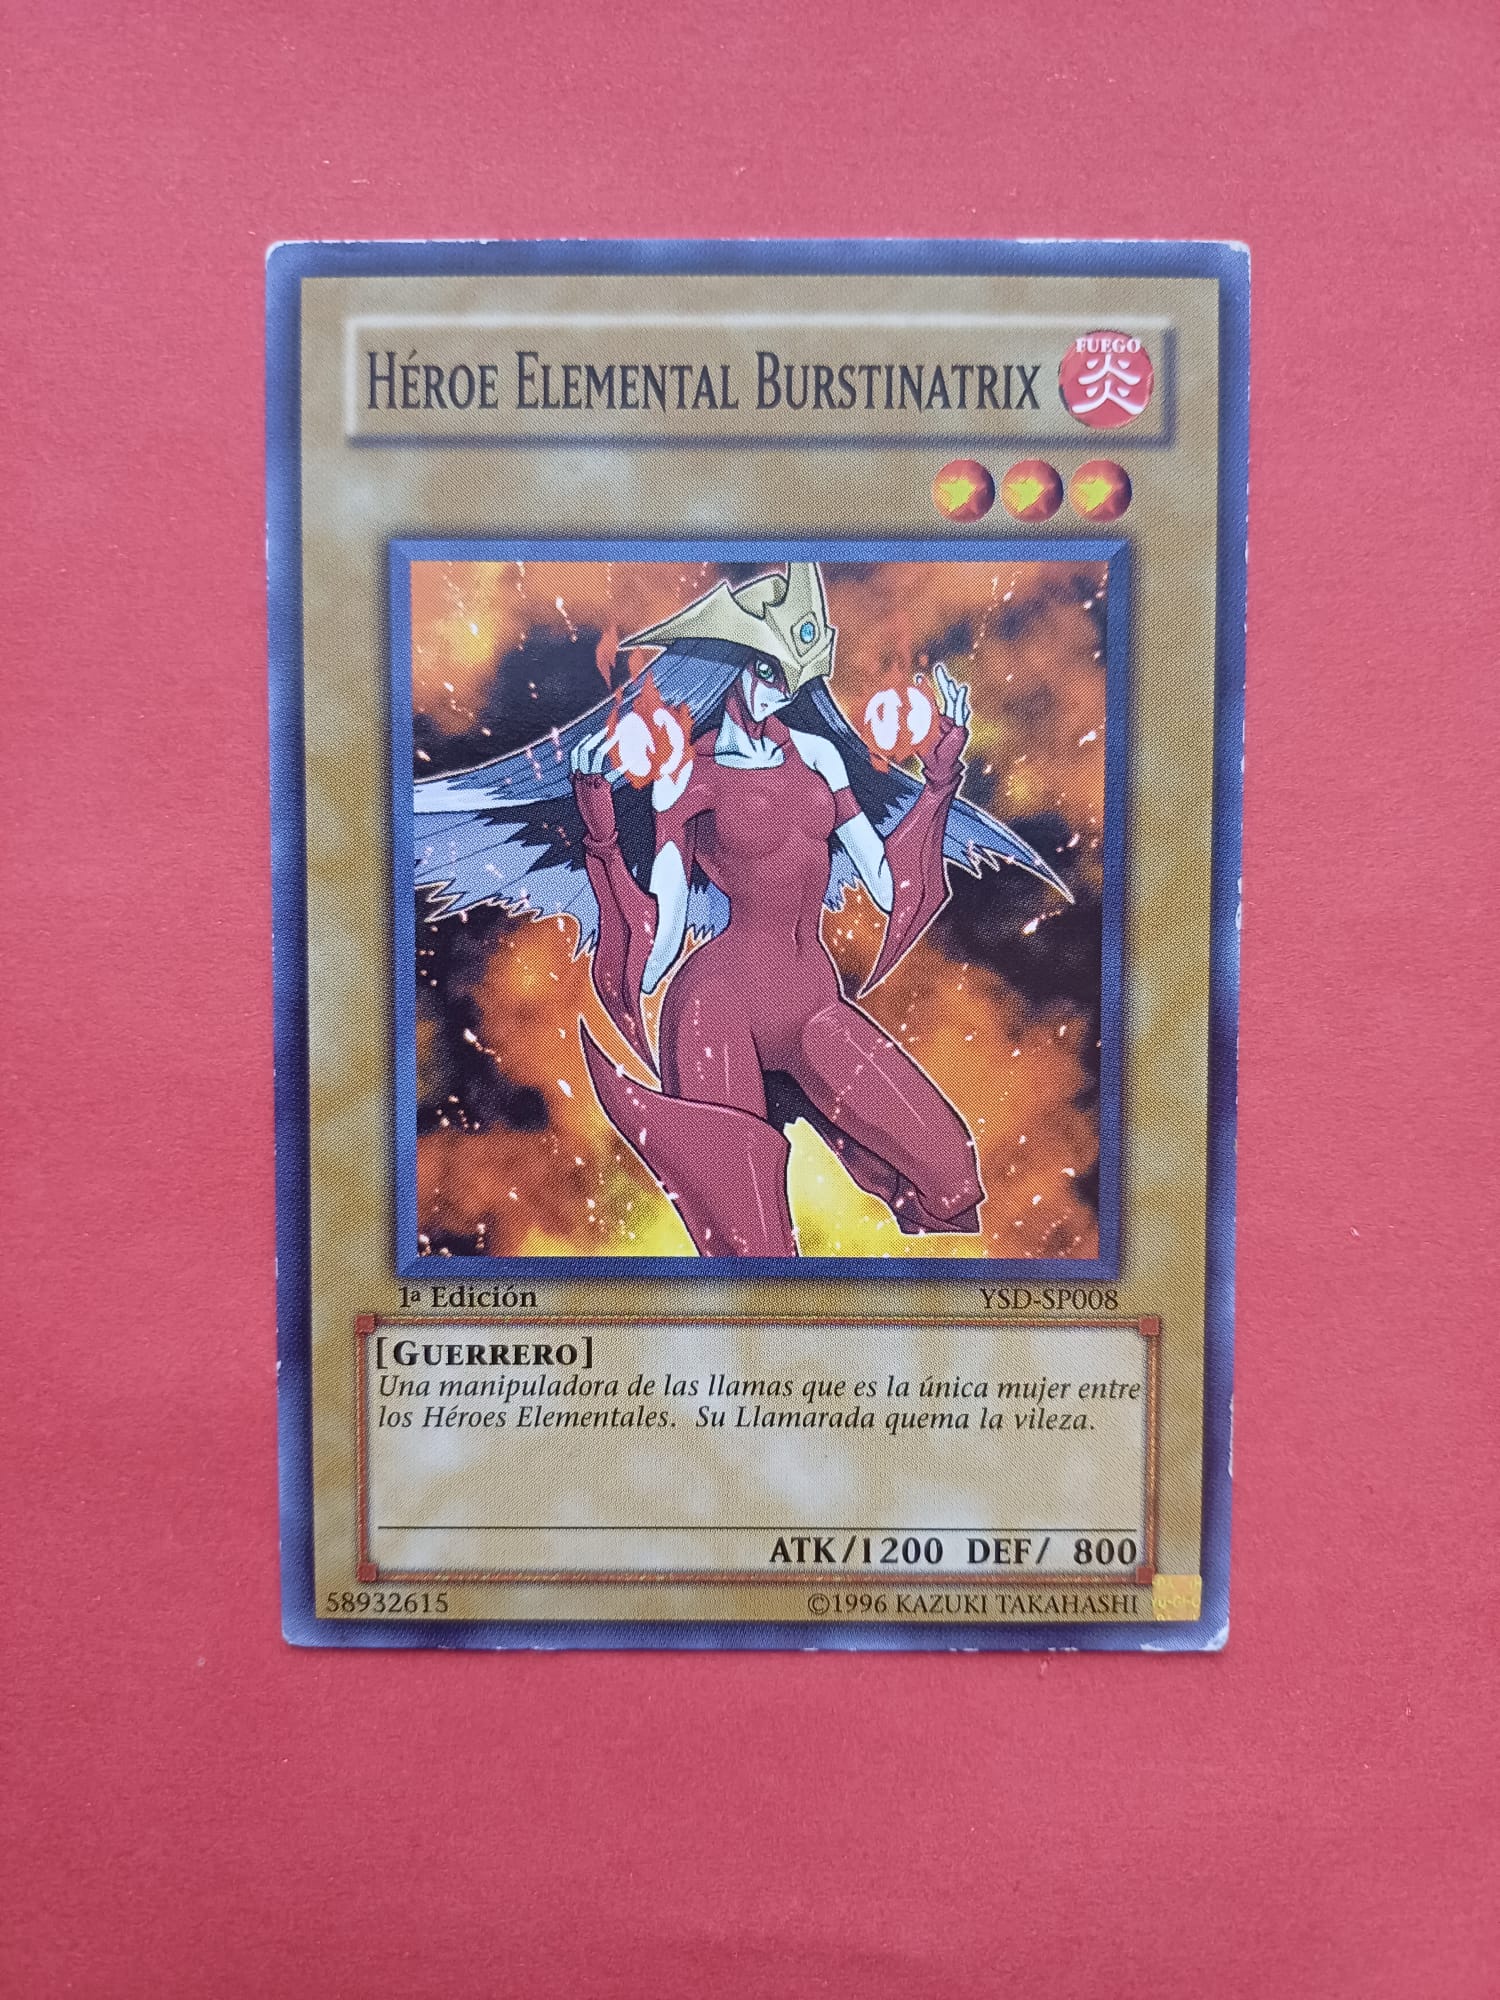 HÉROE ELEMENTAL BURSTINATRIX
FUEGO
炎
1ª Edición
YSD-SP008
[GUERRERO]
Una manipuladora de las llamas que es la única mujer entre
los Héroes Elementales.  Su Llamarada quema la vileza.
ATK/1200 DEF/ 800
58932615
©1996 KAZUKI TAKAHASHI